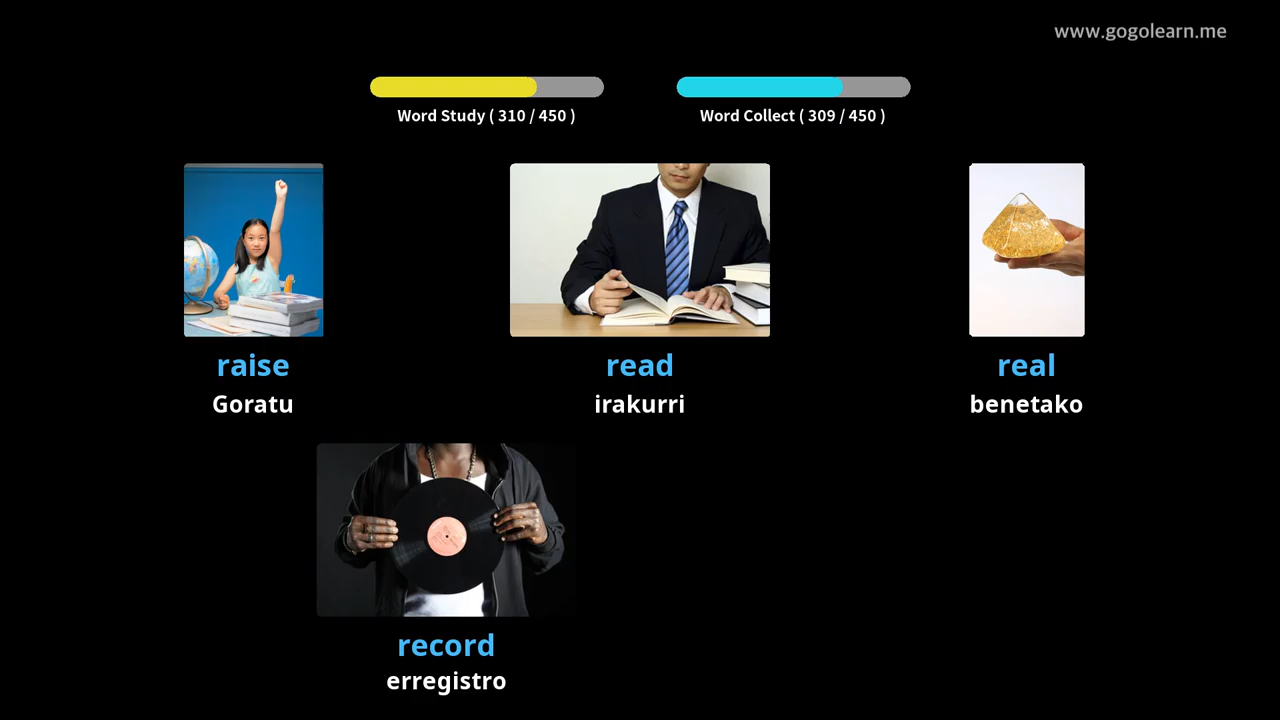 www.gogolearn.me
Word Study ( 310 / 450 )
Word Collect ( 309 / 450 )
raise
Goratu
read
irakurri
real
benetako
record
erregistro